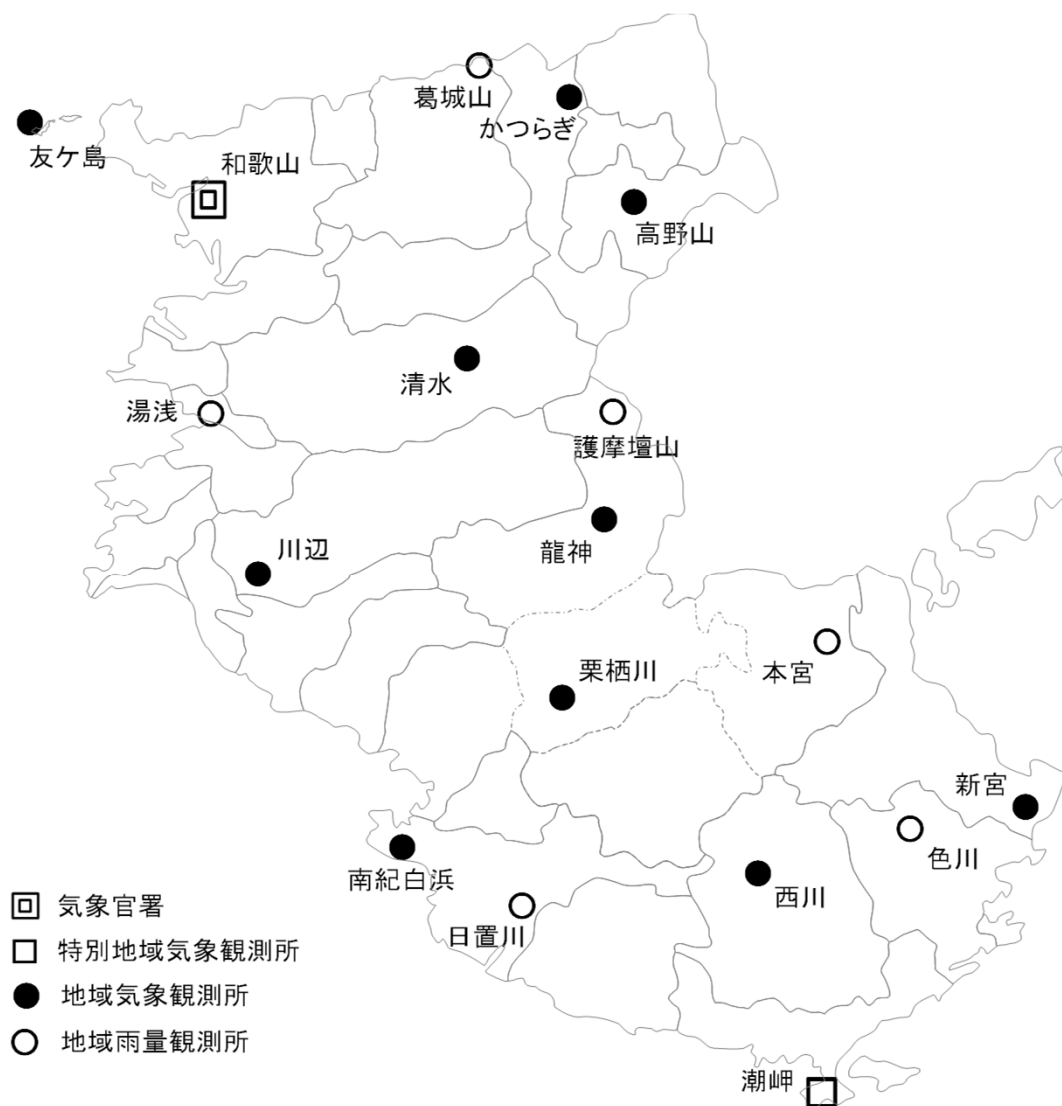 葛城山
かつらぎ
友ケ島
和歌山
高野山
清水
湯浅
護摩壇山
川辺
龍神
栗栖川
本宮
新宮
色川
南紀白浜
西川
日置川
気象官署
特別地域気象観測所
地域気象観測所
地域雨量観測所
潮岬